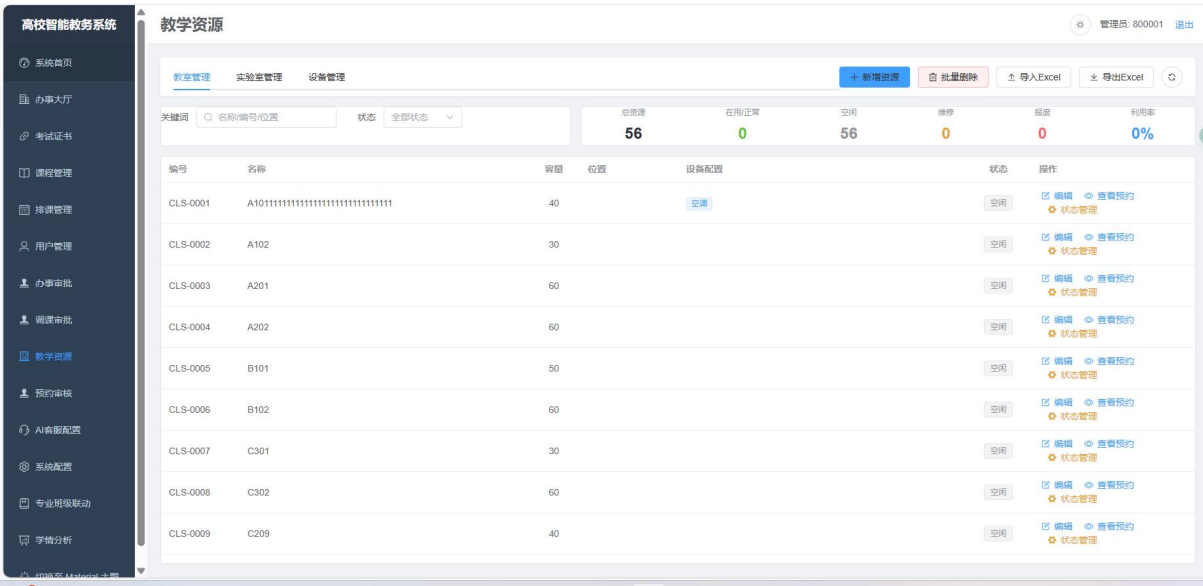 高校智能教务系统
系统首页
办事大厅
考试证书
课程管理
排课管理
用户管理
办事审批
调课审批
教学资源
预约审核
AI客服配置
系统配置
专业班级联动
学情分析
切换至 Material 主题
教学资源
管理员: 800001 退出
教室管理 实验室管理 设备管理
+ 新增资源 批量删除 导入Excel 导出Excel
关键词 名称/编号/位置 状态 全部状态
总资源 在用/正常 空闲 维修 报废 利用率
56 0 56 0 0 0%
编号 名称 容量 位置 设备配置 状态 操作
CLS-0001 A10111111111111111111111111111111 40 空调 空闲 编辑 查看预约
状态管理
CLS-0002 A102 30 空闲 编辑 查看预约
状态管理
CLS-0003 A201 60 空闲 编辑 查看预约
状态管理
CLS-0004 A202 60 空闲 编辑 查看预约
状态管理
CLS-0005 B101 50 空闲 编辑 查看预约
状态管理
CLS-0006 B102 60 空闲 编辑 查看预约
状态管理
CLS-0007 C301 30 空闲 编辑 查看预约
状态管理
CLS-0008 C302 60 空闲 编辑 查看预约
状态管理
CLS-0009 C209 40 空闲 编辑 查看预约
状态管理